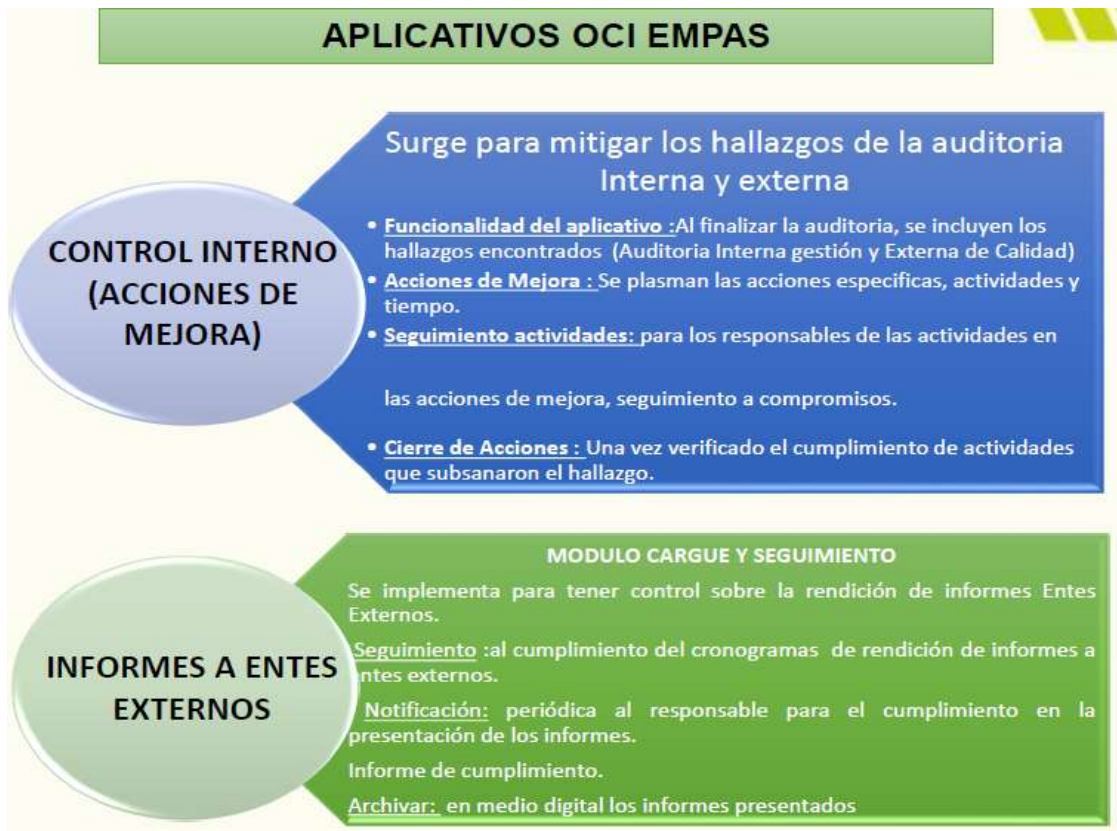 APLICATIVOS OCI EMPAS
CONTROL INTERNO
(ACCIONES DE
MEJORA)
Surge para mitigar los hallazgos de la auditoria
Interna y externa
• Funcionalidad del aplicativo :Al finalizar la auditoria, se incluyen los
hallazgos encontrados (Auditoria Interna gestión y Externa de Calidad)
• Acciones de Mejora : Se plasman las acciones especificas, actividades y
tiempo.
• Seguimiento actividades: para los responsables de las actividades en
las acciones de mejora, seguimiento a compromisos.
• Cierre de Acciones : Una vez verificado el cumplimiento de actividades
que subsanaron el hallazgo.
INFORMES A ENTES
EXTERNOS
MODULO CARGUE Y SEGUIMIENTO
Se implementa para tener control sobre la rendición de informes Entes
Externos.
Seguimiento :al cumplimiento del cronogramas de rendición de informes a
entes externos.
Notificación: periódica al responsable para el cumplimiento en la
presentación de los informes.
Informe de cumplimiento.
Archivar: en medio digital los informes presentados